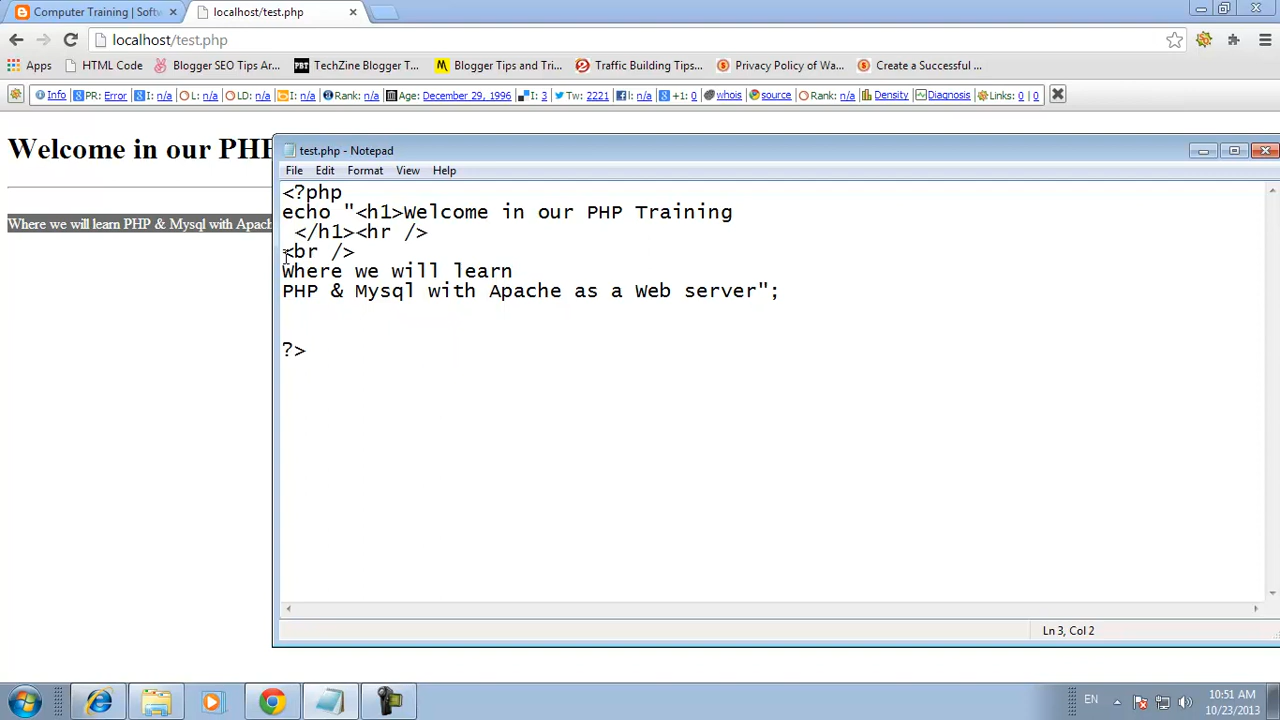 Computer Training | Softw
localhost/test.php
localhost/test.php
Apps HTML Code Blogger SEO Tips Ar... PBT TechZine Blogger T... Blogger Tips and Tri... Traffic Building Tips... Privacy Policy of Wa... Create a Successful ...
Info PR: Error I: n/a L: n/a LD: n/a I: n/a Rank: n/a Age: December 29, 1996 I: 3 Tw: 2221 I: n/a +1: 0 whois source Rank: n/a Density Diagnosis Links: 0 | 0
Welcome in our PHP
Where we will learn PHP & Mysql with Apach
test.php - Notepad
File Edit Format View Help
<?php
echo "<h1>Welcome in our PHP Training
</h1><hr />
<br />
Where we will learn
PHP & Mysql with Apache as a Web server";
?>
Ln 3, Col 2
EN
10:51 AM
10/23/2013